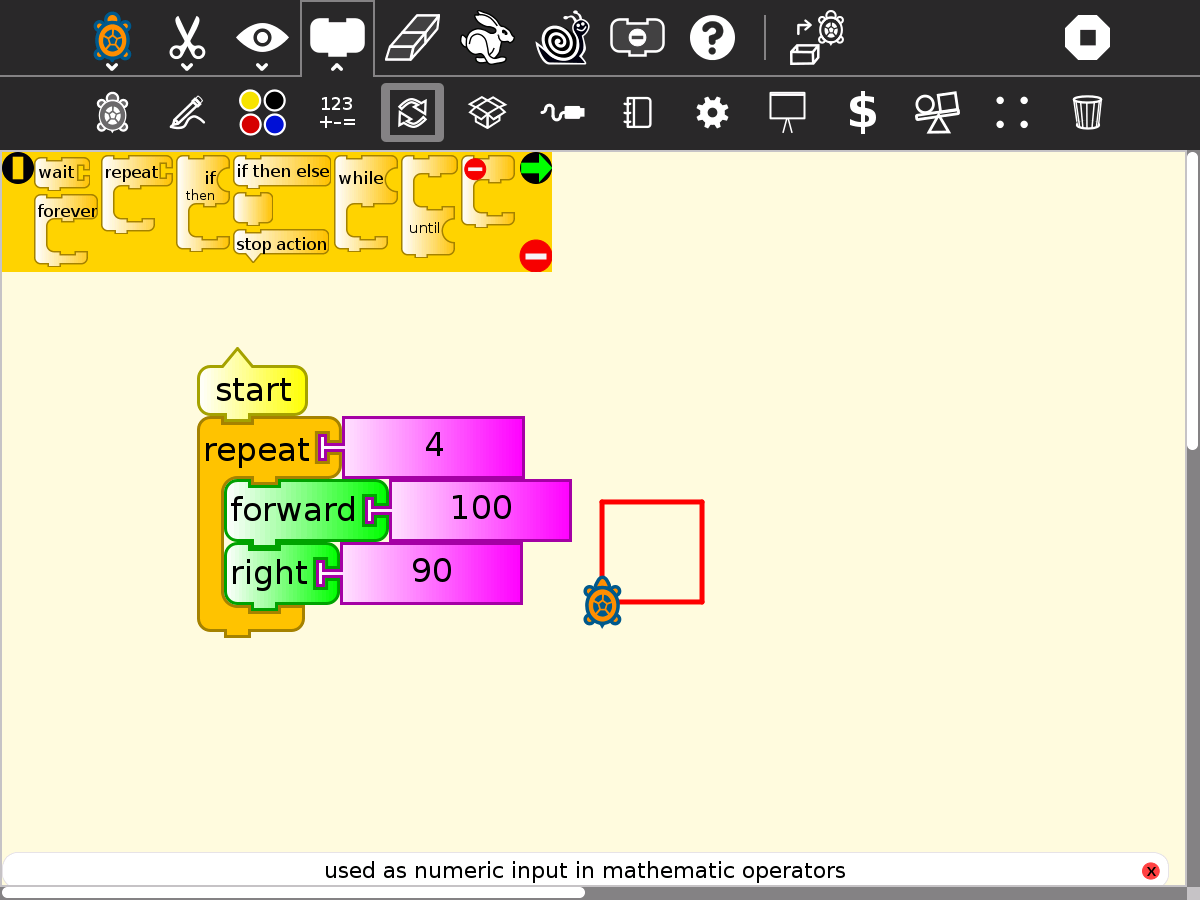 123
+-=
$
wait
repeat
if
then
if then else
while
forever
until
stop action
start
repeat 4
forward 100
right 90
used as numeric input in mathematic operators
x